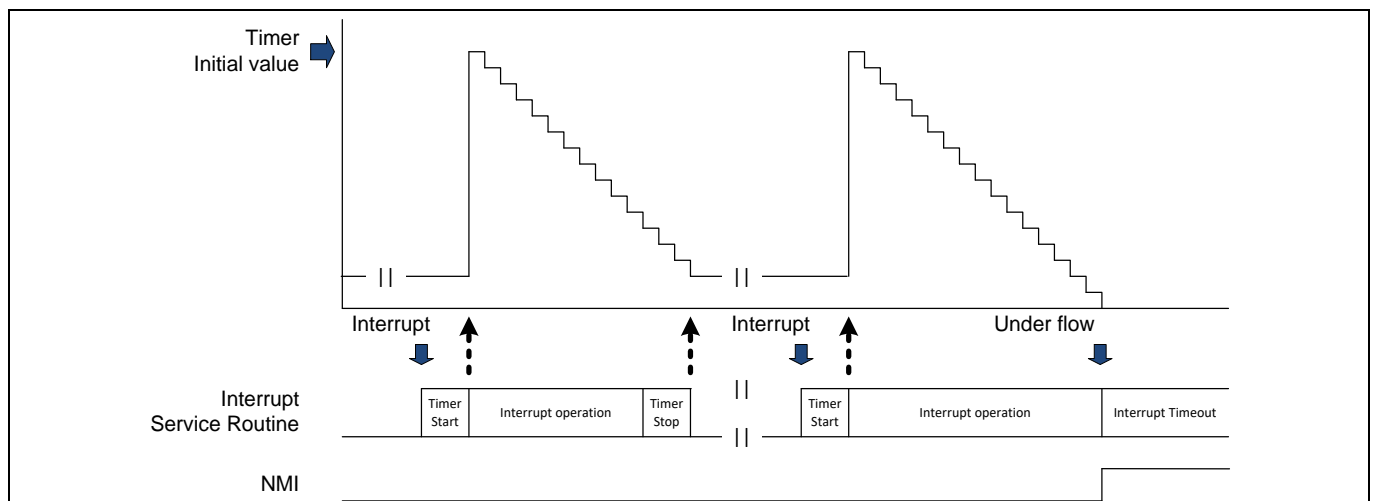 Timer
Initial value
Interrupt
Interrupt
Under flow
Interrupt
Service Routine
Timer
Start
Interrupt operation
Timer
Stop
Timer
Start
Interrupt operation
Interrupt Timeout
NMI